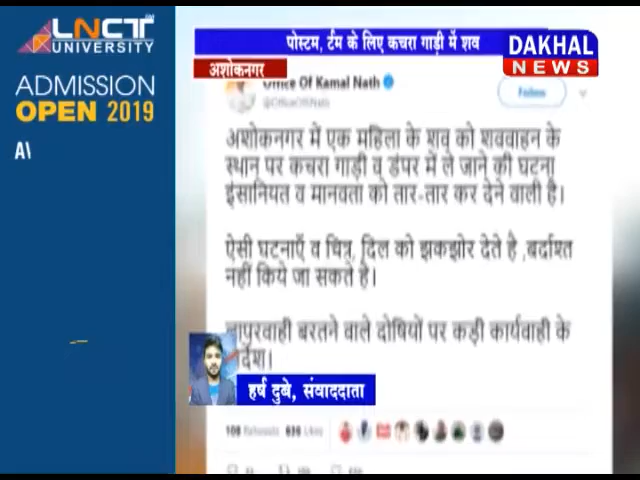 LNCT
UNIVERSITY
ADMISSION
OPEN 2019
पोस्टमार्टम, र्टम के लिए कचरा गाड़ी में शव
DAKHAL
NEWS
अशोकनगर
Office Of Kamal Nath
Follow
@OfficeOfKNath
अशोकनगर में एक महिला के शव को शववाहन के
स्थान पर कचरा गाड़ी व डंपर में ले जाने की घटना
इंसानियत व मानवता को तार-तार कर देने वाली है।
ऐसी घटनाएँ व चित्र, दिल को झकझोर देते है ,बर्दाश्त
नहीं किये जा सकते है।
लापरवाही बरतने वाले दोषियों पर कड़ी कार्यवाही के
र्देश।
हर्ष दुबे, संवाददाता
108 Retweets 636 Likes